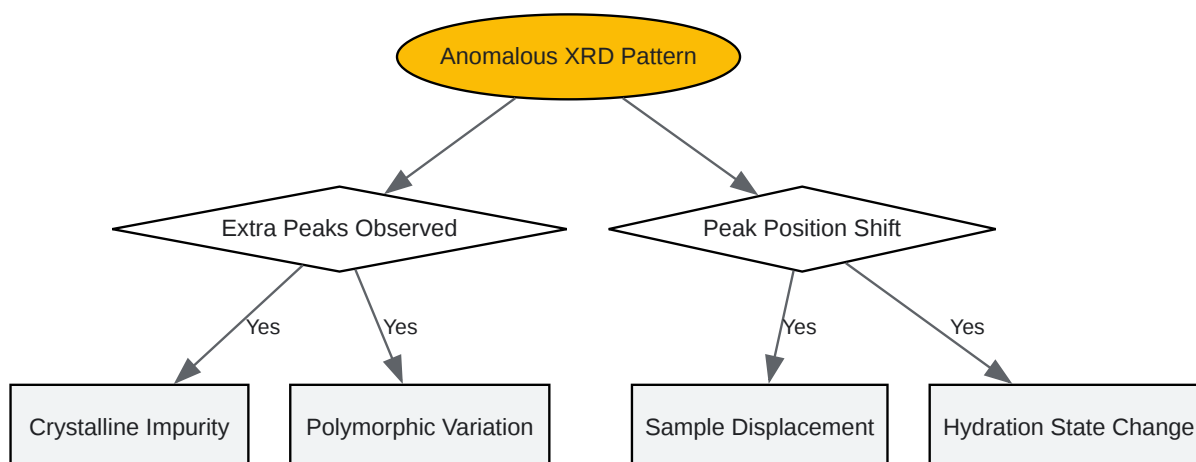 Anomalous XRD Pattern
Extra Peaks Observed
Peak Position Shift
Yes
Yes
Yes
Yes
Crystalline Impurity
Polymorphic Variation
Sample Displacement
Hydration State Change